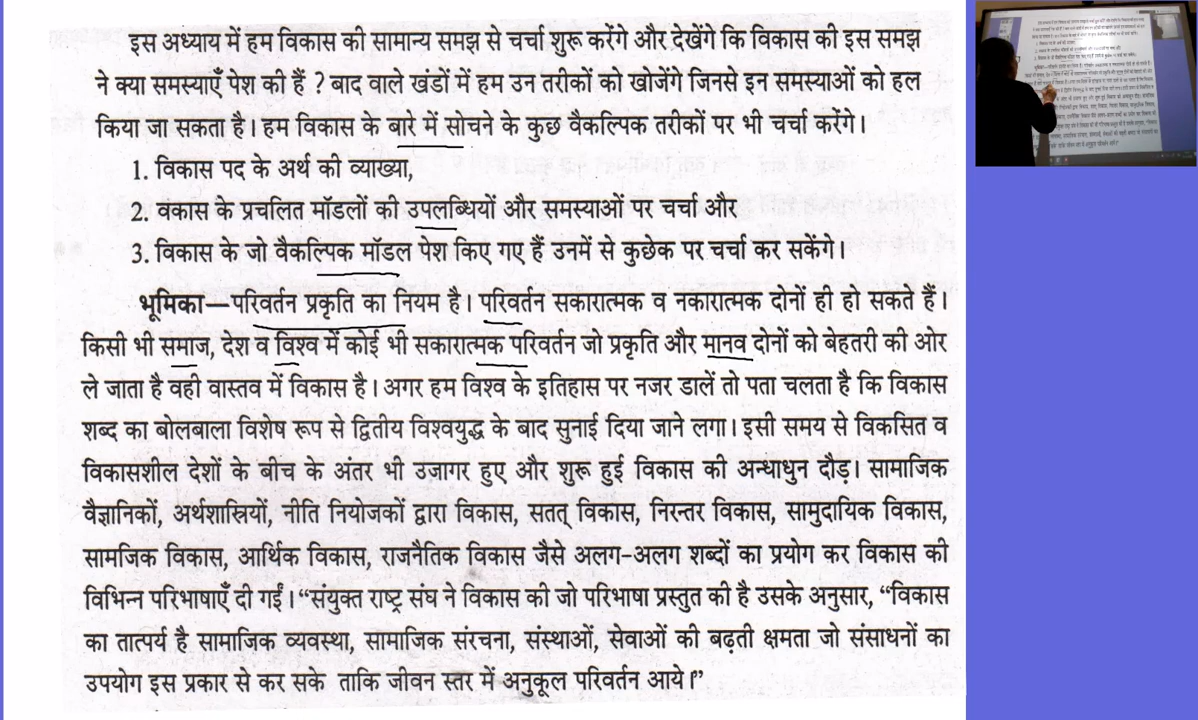 इस अध्याय में हम विकास की सामान्य समझ से चर्चा शुरू करेंगे और देखेंगे कि विकास की इस समझ
ने क्या समस्याएँ पेश की हैं ? बाद वाले खंडों में हम उन तरीकों को खोजेंगे जिनसे इन समस्याओं को हल
किया जा सकता है। हम विकास के बारे में सोचने के कुछ वैकल्पिक तरीकों पर भी चर्चा करेंगे।
1. विकास पद के अर्थ की व्याख्या,
2. वकास के प्रचलित मॉडलों की उपलब्धियों और समस्याओं पर चर्चा और
3. विकास के जो वैकल्पिक मॉडल पेश किए गए हैं उनमें से कुछेक पर चर्चा कर सकेंगे।
भूमिका— परिवर्तन प्रकृति का नियम है। परिवर्तन सकारात्मक व नकारात्मक दोनों ही हो सकते हैं।
किसी भी समाज, देश व विश्व में कोई भी सकारात्मक परिवर्तन जो प्रकृति और मानव दोनों को बेहतरी की ओर
ले जाता है वही वास्तव में विकास है। अगर हम विश्व के इतिहास पर नजर डालें तो पता चलता है कि विकास
शब्द का बोलबाला विशेष रूप से द्वितीय विश्वयुद्ध के बाद सुनाई दिया जाने लगा। इसी समय से विकसित व
विकासशील देशों के बीच के अंतर भी उजागर हुए और शुरू हुई विकास की अन्धाधुन दौड़। सामाजिक
वैज्ञानिकों, अर्थशास्त्रियों, नीति नियोजकों द्वारा विकास, सतत् विकास, निरन्तर विकास, सामुदायिक विकास,
सामजिक विकास, आर्थिक विकास, राजनैतिक विकास जैसे अलग-अलग शब्दों का प्रयोग कर विकास की
विभिन्न परिभाषाएँ दी गईं। “संयुक्त राष्ट्र संघ ने विकास की जो परिभाषा प्रस्तुत की है उसके अनुसार, “विकास
का तात्पर्य है सामाजिक व्यवस्था, सामाजिक संरचना, संस्थाओं, सेवाओं की बढ़ती क्षमता जो संसाधनों का
उपयोग इस प्रकार से कर सके ताकि जीवन स्तर में अनुकूल परिवर्तन आये।”